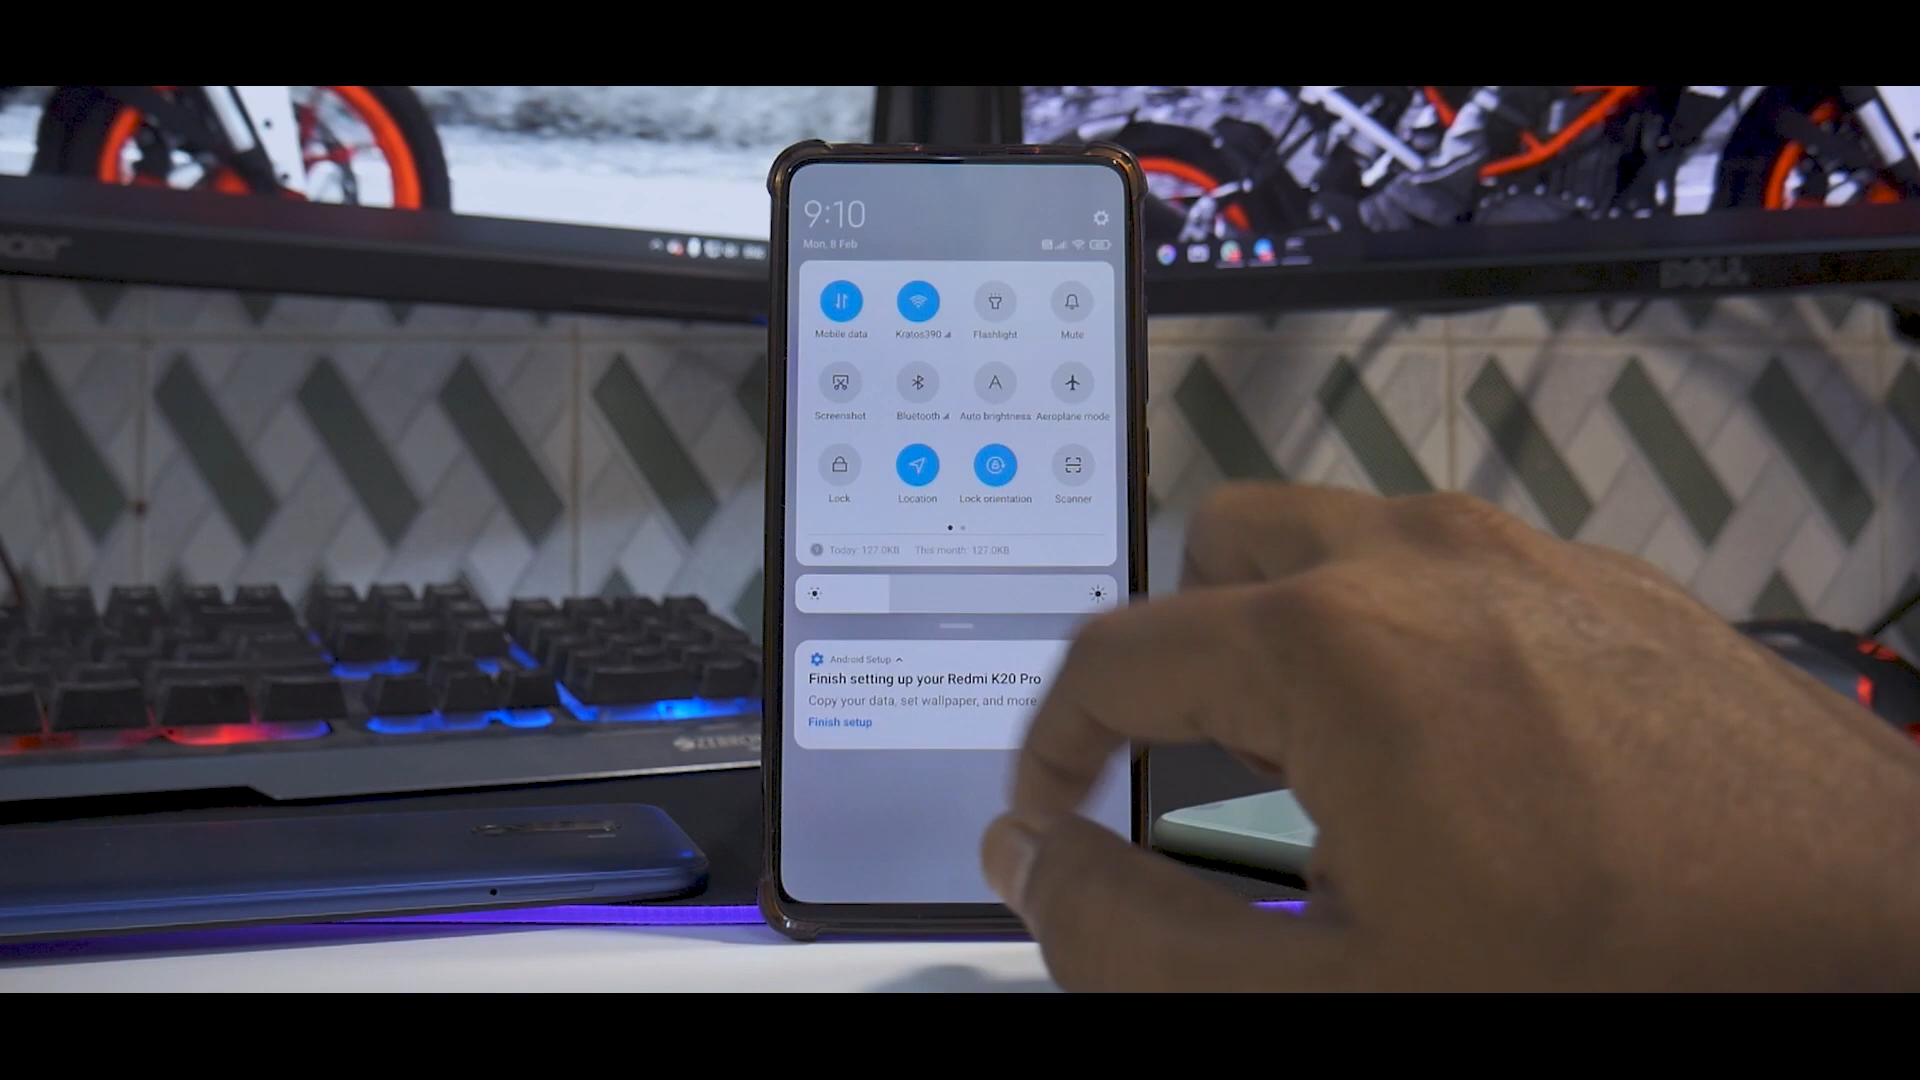 acer
DELL
9:10
Mon, 8 Feb
Mobile data
Kratos390
Flashlight
Mute
Screenshot
Bluetooth
Auto brightness
Aeroplane mode
Lock
Location
Lock orientation
Scanner
Today: 127.0KB
This month: 127.0KB
Android Setup
Finish setting up your Redmi K20 Pro
Copy your data, set wallpaper, and more
Finish setup